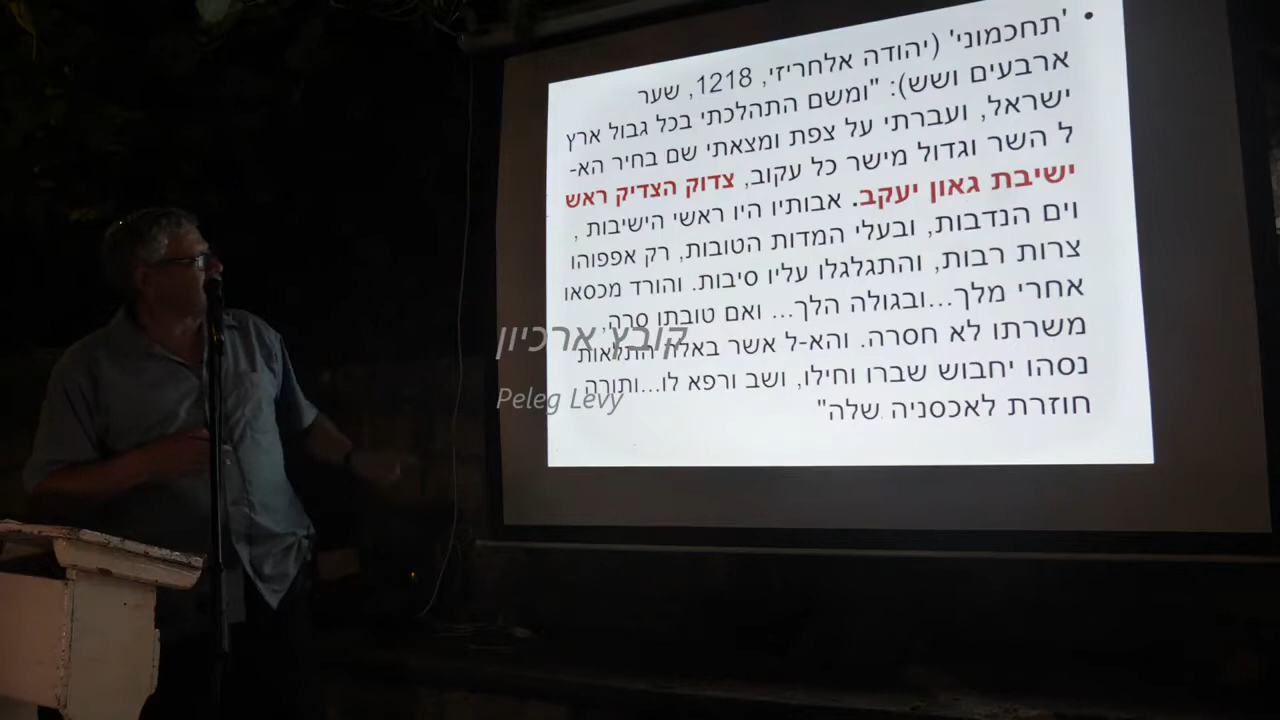 • 'תחכמוני' (יהודה אלחריזי, 1218, שער
ארבעים ושש): "ומשם התהלכתי בכל גבול ארץ
ישראל, ועברתי על צפת ומצאתי שם בחיר הא-
ל השר וגדול מישר כל עקוב, צדוק הצדיק ראש
ישיבת גאון יעקב. אבותיו היו ראשי הישיבות ,
וים הנדבות, ובעלי המדות הטובות, רק אפפוהו
צרות רבות, והתגלגלו עליו סיבות. והורד מכסאו
אחרי מלך...ובגולה הלך... ואם טובתו סרה,
משרתו לא חסרה. והא-ל אשר באלה התלאות
נסהו יחבוש שברו וחילו, ושב ורפא לו...ותורה
חוזרת לאכסניה שלה"
קובץ ארכיון
Peleg Levy